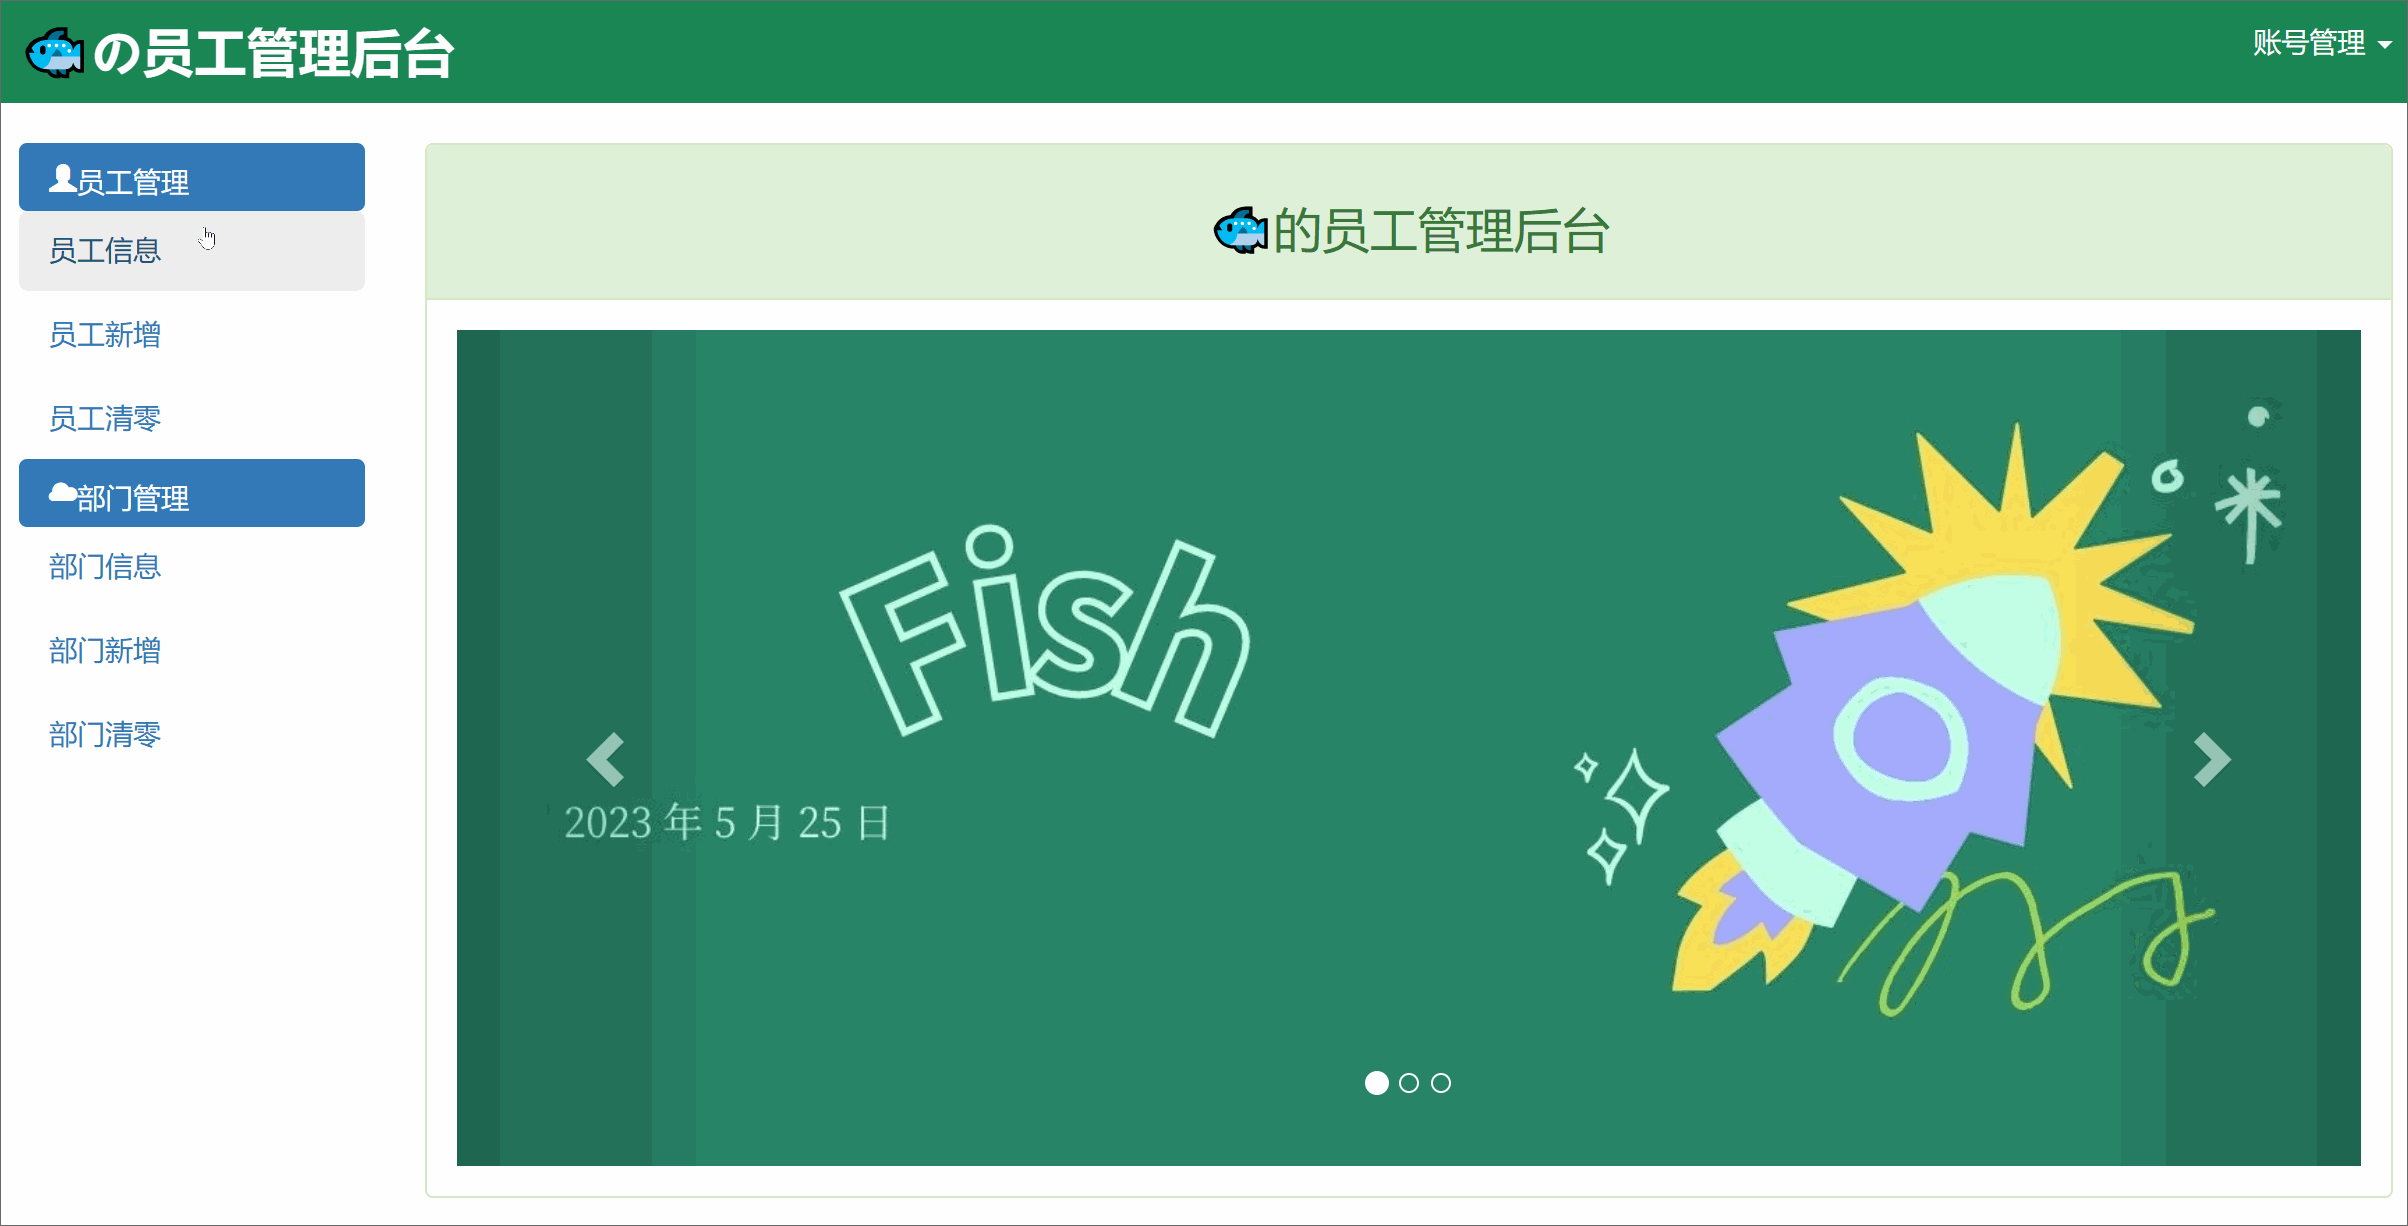 の员工管理后台
账号管理
员工管理
员工信息
员工新增
员工清零
部门管理
部门信息
部门新增
部门清零
的员工管理后台
Fish
2023 年 5 月 25 日